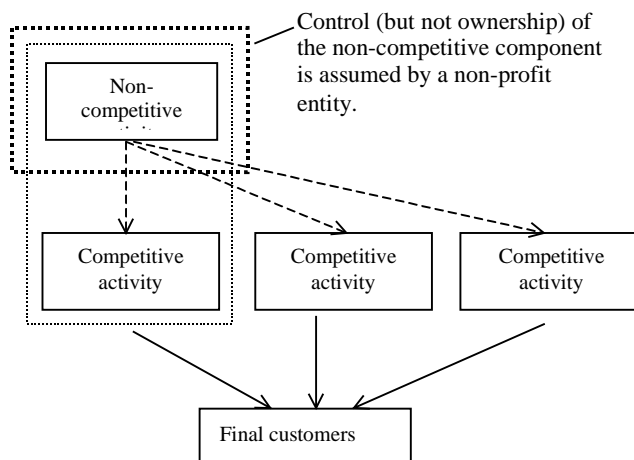 Control (but not ownership) of
the non-competitive component
is assumed by a non-profit
entity.
Non-
competitive
Competitive
activity
Competitive
activity
Competitive
activity
Final customers